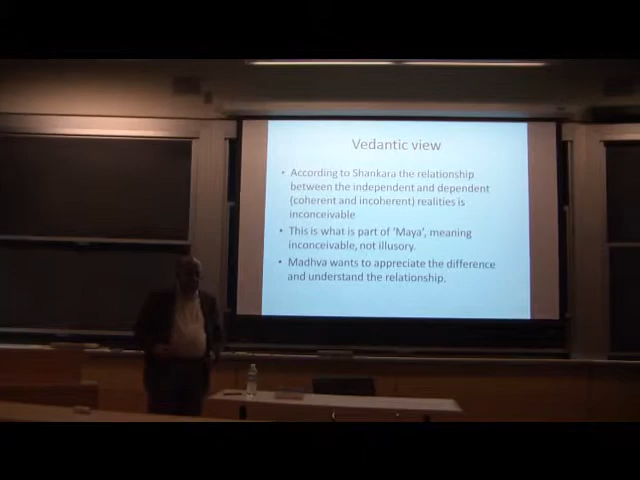 Vedantic view
• According to Shankara the relationship
between the independent and dependent
(coherent and incoherent) realities is
inconceivable
• This is what is part of 'Maya', meaning
inconceivable, not illusory.
• Madhva wants to appreciate the difference
and understand the relationship.